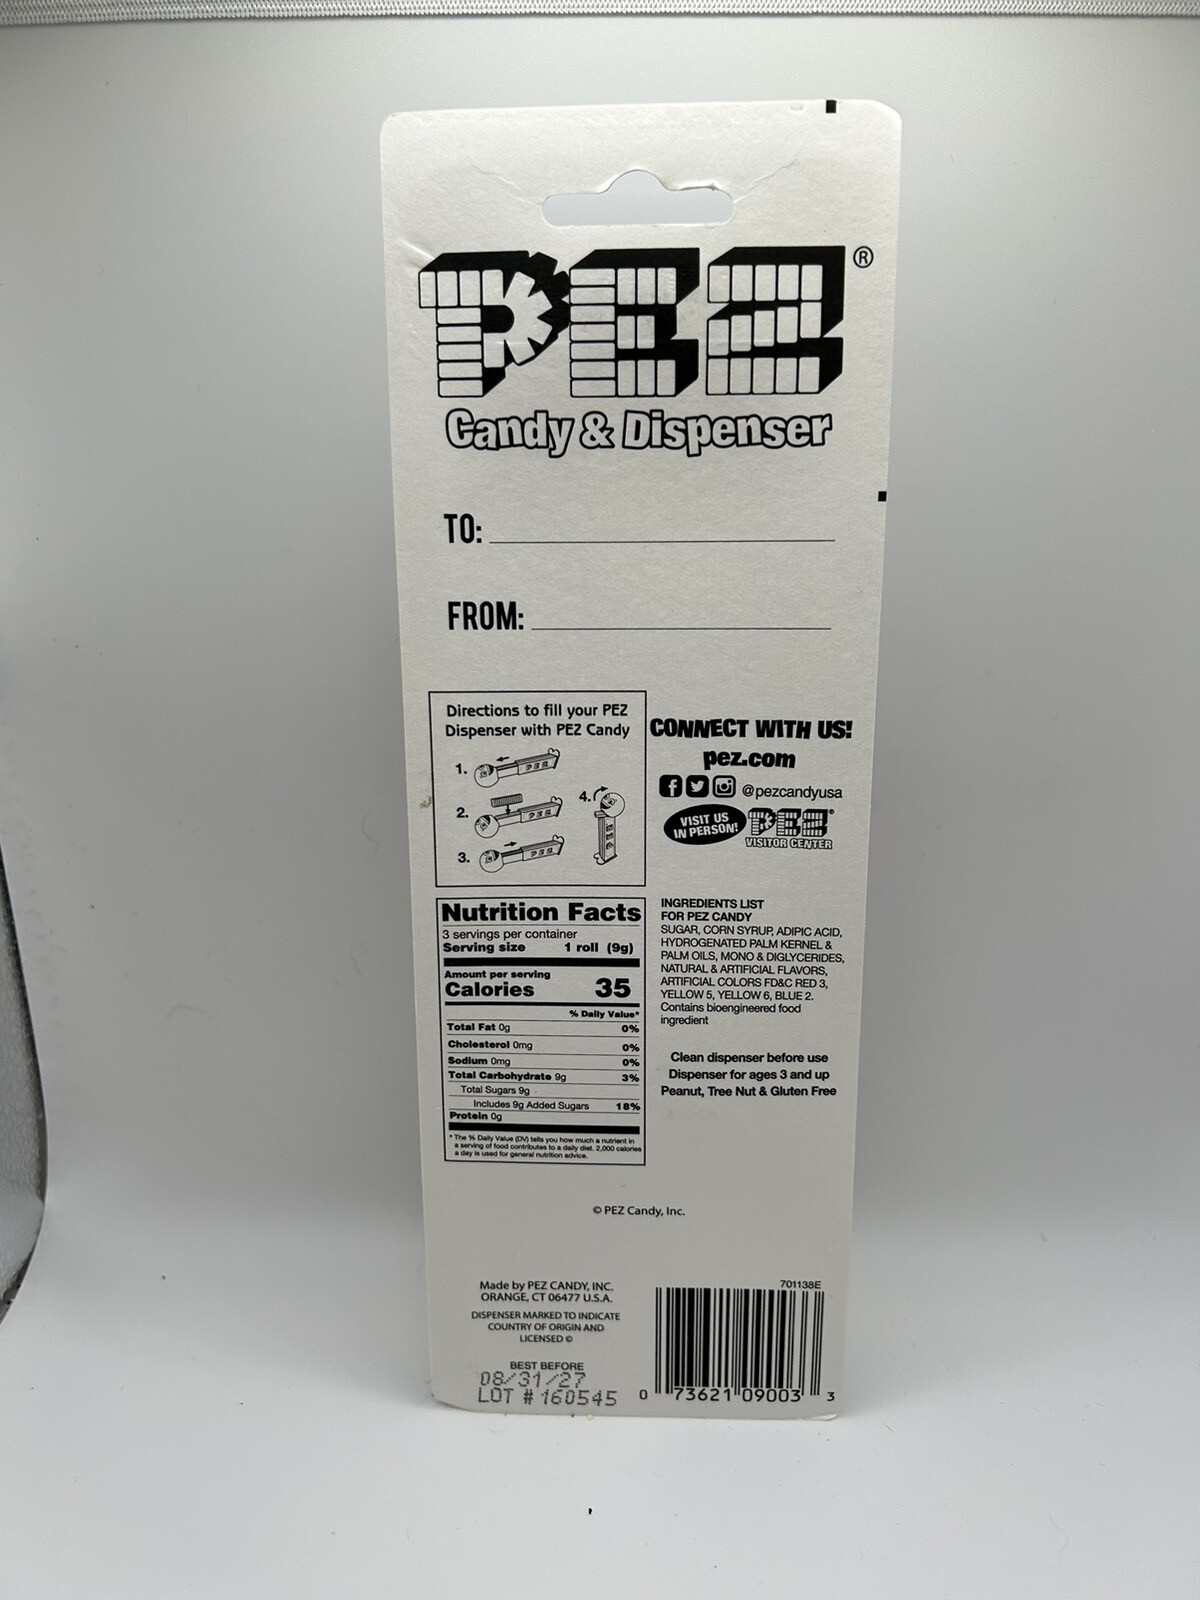 PEZ®
Candy & Dispenser
TO:
FROM:
Directions to fill your PEZ
Dispenser with PEZ Candy
1.
PEZ
2.
PEZ
3.
PEZ
4.
PEZ
CONNECT WITH US!
pez.com
@pezcandyusa
VISIT US
IN PERSON!
PEZ®
VISITOR CENTER
Nutrition Facts
3 servings per container
Serving size 1 roll (9g)
Amount per serving
Calories 35
% Daily Value*
Total Fat 0g 0%
Cholesterol 0mg 0%
Sodium 0mg 0%
Total Carbohydrate 9g 3%
Total Sugars 9g
Includes 9g Added Sugars 18%
Protein 0g
* The % Daily Value (DV) tells you how much a nutrient in
a serving of food contributes to a daily diet. 2,000 calories
a day is used for general nutrition advice.
INGREDIENTS LIST
FOR PEZ CANDY
SUGAR, CORN SYRUP, ADIPIC ACID,
HYDROGENATED PALM KERNEL &
PALM OILS, MONO & DIGLYCERIDES,
NATURAL & ARTIFICIAL FLAVORS,
ARTIFICIAL COLORS FD&C RED 3,
YELLOW 5, YELLOW 6, BLUE 2.
Contains bioengineered food
ingredient
Clean dispenser before use
Dispenser for ages 3 and up
Peanut, Tree Nut & Gluten Free
© PEZ Candy, Inc.
Made by PEZ CANDY, INC.
ORANGE, CT 06477 U.S.A.
DISPENSER MARKED TO INDICATE
COUNTRY OF ORIGIN AND
LICENSED ©
BEST BEFORE
08/31/27
LOT # 160545
701138E
0 73621 09003 3